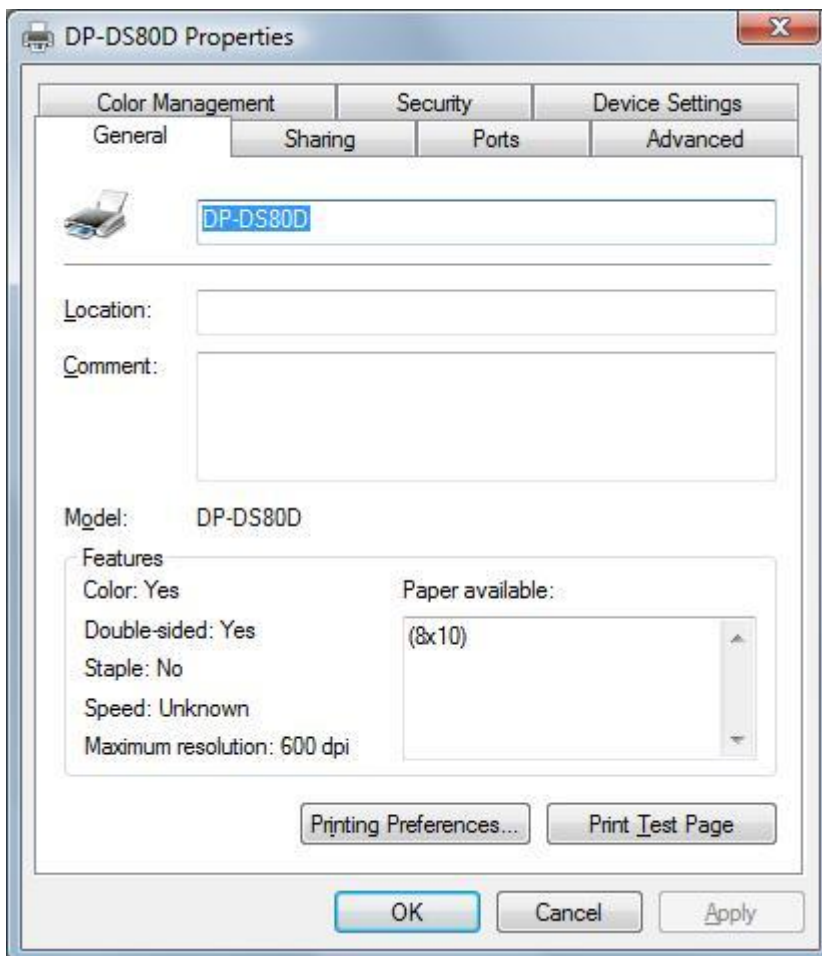 DP-DS80D Properties
Color Management Security Device Settings
General Sharing Ports Advanced
DP-DS80D
Location:
Comment:
Model: DP-DS80D
Features
Color: Yes Paper available:
Double-sided: Yes (8x10)
Staple: No
Speed: Unknown
Maximum resolution: 600 dpi
Printing Preferences... Print Test Page
OK Cancel Apply